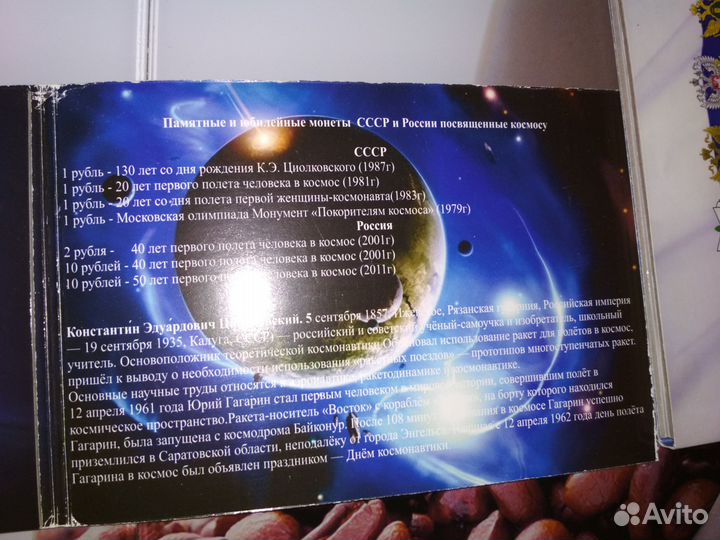 Памятные и юбилейные монеты СССР и России посвященные космосу
СССР
1 рубль - 130 лет со дня рождения К.Э. Циолковского (1987г)
1 рубль - 20 лет первого полета человека в космос (1981г)
1 рубль - 20 лет со дня полета первой женщины-космонавта(1983г)
1 рубль - Московская олимпиада Монумент «Покорителям космоса» (1979г)
Россия
2 рубля - 40 лет первого полета человека в космос (2001г)
10 рублей - 40 лет первого полета человека в космос (2001г)
10 рублей - 50 лет первого полета человека в космос (2011г)
Константи́н Эдуа́рдович 5 сентября 1857, Рязанская губерния, Российская империя
— 19 сентября 1935, Калуга, СССР) — российский и советский учёный-самоучка и изобретатель, школьный
учитель. Основоположник теоретической космонавтики. использование ракет для полётов в космос,
пришёл к выводу о необходимости использования «ракетных поездов» — прототипов многоступенчатых ракет.
Основные научные труды относятся к аэронавтике, ракетодинамике и космонавтике.
12 апреля 1961 года Юрий Гагарин стал первым человеком в мировой истории, совершившим полёт в
космическое пространство.Ракета-носитель «Восток» с кораблём на борту которого находился
Гагарин, была запущена с космодрома Байконур. После 108 минут в космосе Гагарин успешно
приземлился в Саратовской области, неподалёку от города Энгельса. с 12 апреля 1962 года день полёта
Гагарина в космос был объявлен праздником — Днём космонавтики.
Avito